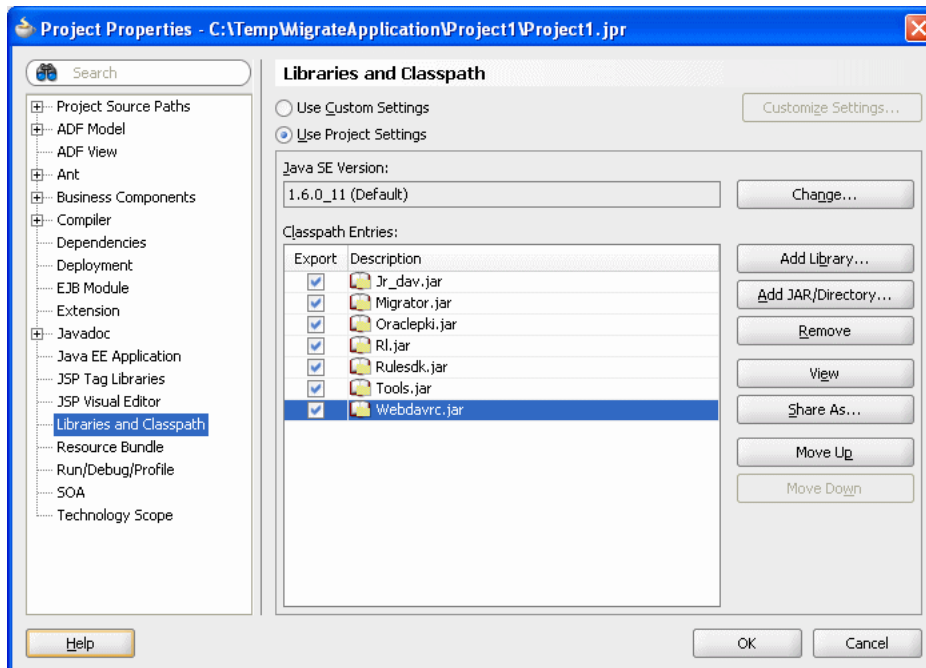 Project Properties - C:\Temp\MigrateApplication\Project1\Project1.jpr
Search
Project Source Paths
ADF Model
ADF View
Ant
Business Components
Compiler
Dependencies
Deployment
EJB Module
Extension
Javadoc
Java EE Application
JSP Tag Libraries
JSP Visual Editor
Libraries and Classpath
Resource Bundle
Run/Debug/Profile
SOA
Technology Scope
Libraries and Classpath
Use Custom Settings
Customize Settings...
Use Project Settings
Java SE Version:
1.6.0_11 (Default)
Change...
Classpath Entries:
Export Description
Jr_dav.jar
Migrator.jar
Oraclepki.jar
Rl.jar
Rulesdk.jar
Tools.jar
Webdavrc.jar
Add Library...
Add JAR/Directory...
Remove
View
Share As...
Move Up
Move Down
Help
OK
Cancel